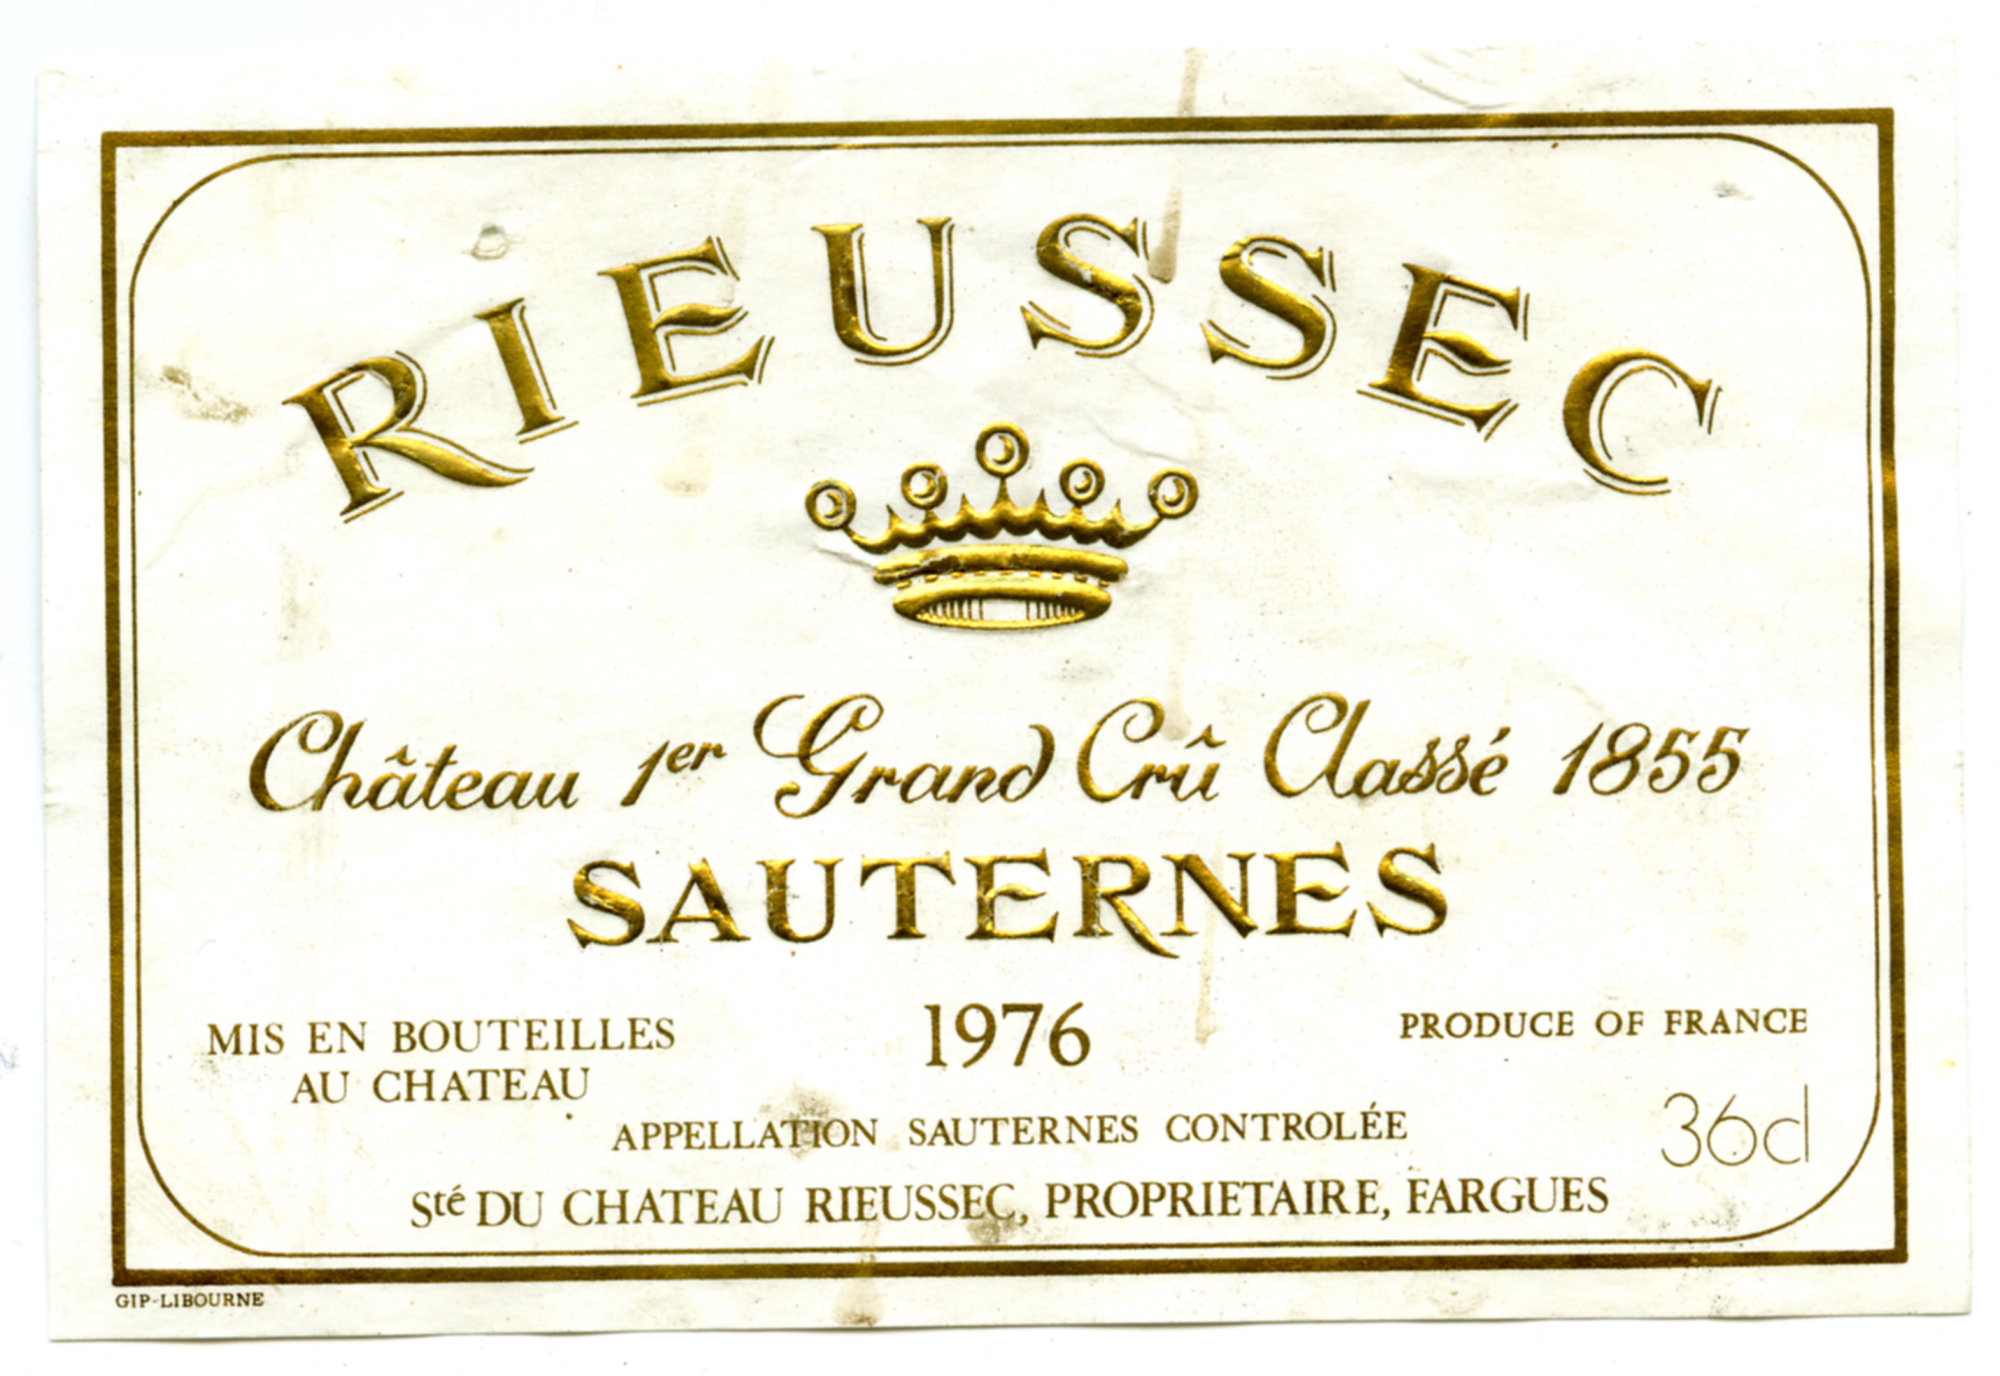 RIEUSSEC
Château 1er Grand Crû Classé 1855
SAUTERNES
MIS EN BOUTEILLES
AU CHATEAU
1976
PRODUCE OF FRANCE
36cl
APPELLATION SAUTERNES CONTROLÉE
Sté DU CHATEAU RIEUSSEC, PROPRIETAIRE, FARGUES
GIP-LIBOURNE